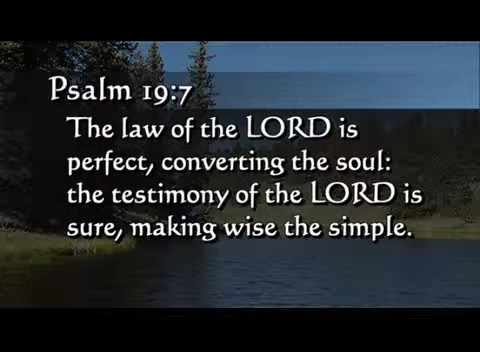 Psalm 19:7
The law of the LORD is
perfect, converting the soul:
the testimony of the LORD is
sure, making wise the simple.